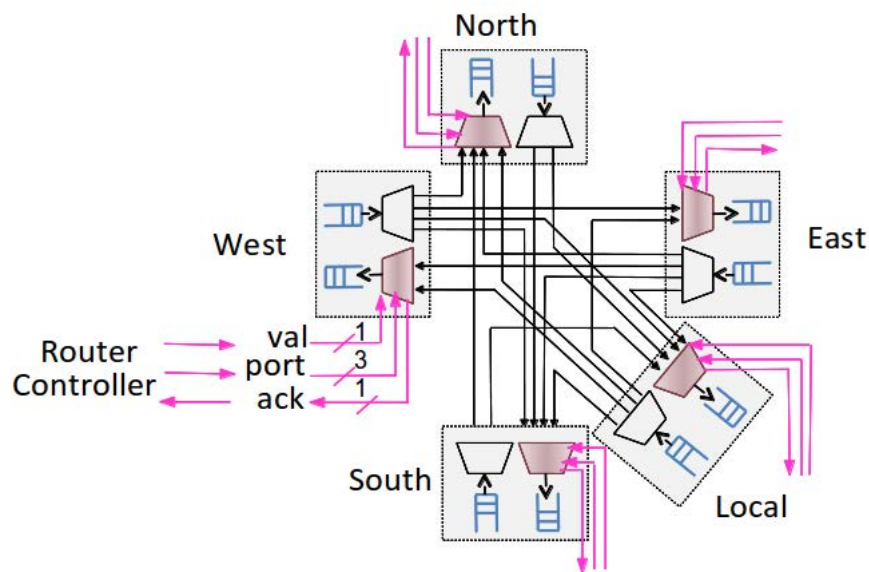 North
West
East
Router
Controller
val
1
port
3
ack
1
South
Local